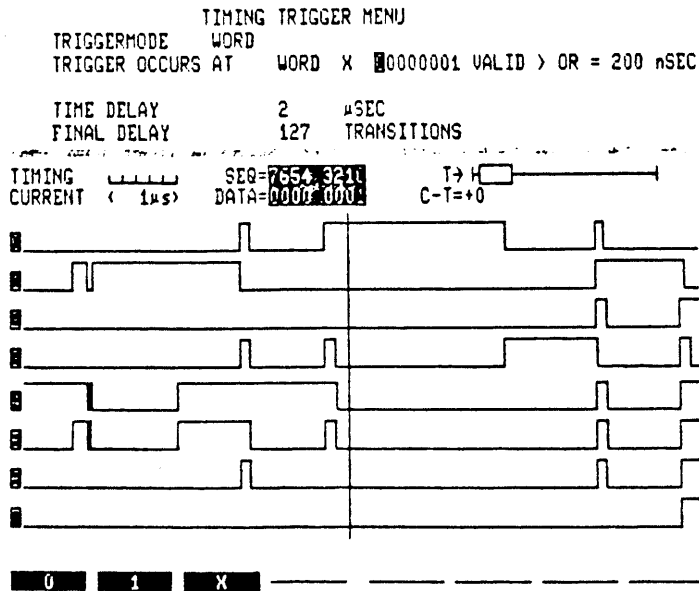 TIMING TRIGGER MENU
TRIGGERMODE WORD
TRIGGER OCCURS AT WORD X 00000001 VALID > OR = 200 nSEC
TIME DELAY 2 µSEC
FINAL DELAY 127 TRANSITIONS
TIMING SEQ=7654 3210 T→
CURRENT < 1µs> DATA=0000 0001 C-T=+0
0 1 X